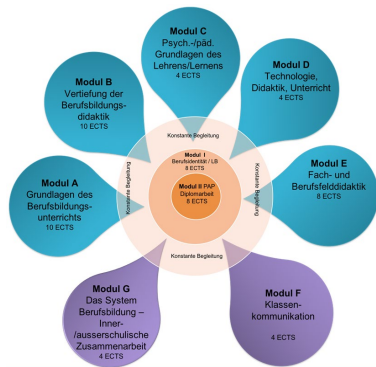 Modul C
Psych.-/päd.
Grundlagen des
Lehrens/Lernens
4 ECTS
Modul B
Vertiefung der
Berufsbildungs-
didaktik
10 ECTS
Modul D
Technologie,
Didaktik, Unterricht
4 ECTS
Modul A
Grundlagen des
Berufsbildungs-
unterrichts
10 ECTS
Modul E
Fach- und
Berufsfelddidaktik
8 ECTS
Konstante Begleitung
Konstante Begleitung
Konstante
Begleitung
Konstante Begleitung
Modul I
Berufsidentität / LB
8 ECTS
Modul II PAP
Diplomarbeit
8 ECTS
Modul G
Das System
Berufsbildung –
Inner-
/ausserschulische
Zusammenarbeit
4 ECTS
Modul F
Klassen-
kommunikation
4 ECTS